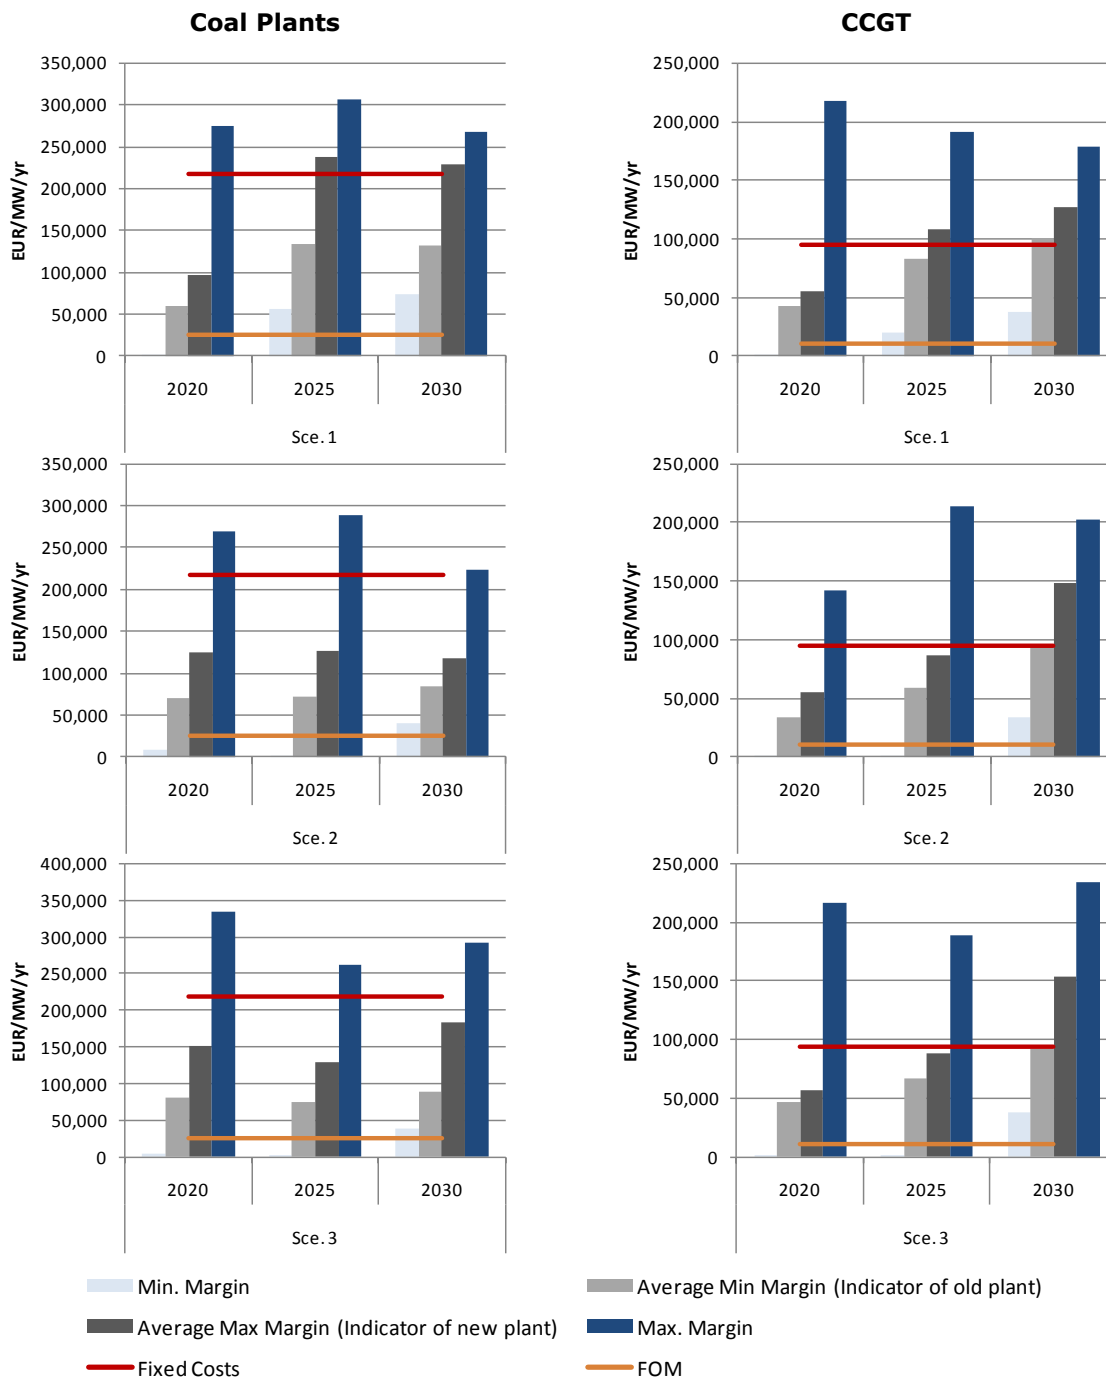 Coal Plants
CCGT
350,000
300,000
250,000
200,000
150,000
100,000
50,000
0
EUR/MW/yr
2020 2025 2030
Sce. 1
250,000
200,000
150,000
100,000
50,000
0
EUR/MW/yr
2020 2025 2030
Sce. 1
350,000
300,000
250,000
200,000
150,000
100,000
50,000
0
EUR/MW/yr
2020 2025 2030
Sce. 2
250,000
200,000
150,000
100,000
50,000
0
EUR/MW/yr
2020 2025 2030
Sce. 2
400,000
350,000
300,000
250,000
200,000
150,000
100,000
50,000
0
EUR/MW/yr
2020 2025 2030
Sce. 3
250,000
200,000
150,000
100,000
50,000
0
EUR/MW/yr
2020 2025 2030
Sce. 3
Min. Margin
Average Min Margin (Indicator of old plant)
Average Max Margin (Indicator of new plant)
Max. Margin
Fixed Costs
FOM